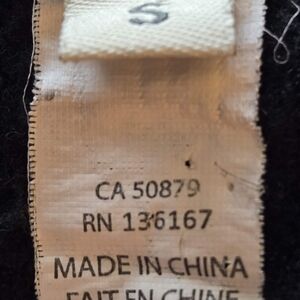 S
CA 50879
RN 136167
MADE IN CHINA
FAIT EN CHINE